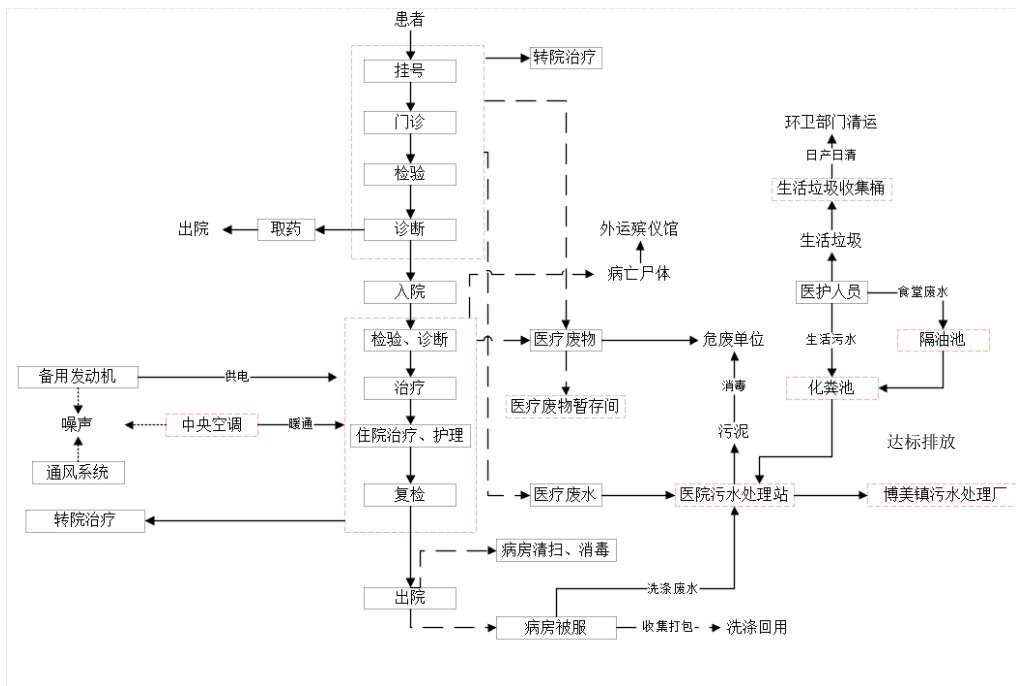 患者
挂号
转院治疗
门诊
环卫部门清运
日产日清
检验
生活垃圾收集桶
出院
取药
诊断
外运殡仪馆
生活垃圾
病亡尸体
入院
医护人员
食堂废水
检验、诊断
医疗废物
危废单位
生活污水
隔油池
备用发动机
供电
治疗
消毒
化粪池
医疗废物暂存间
噪声
中央空调
暖通
住院治疗、护理
污泥
达标排放
通风系统
复检
医疗废水
医院污水处理站
博美镇污水处理厂
转院治疗
病房清扫、消毒
出院
洗涤废水
病房被服
收集打包
洗涤回用